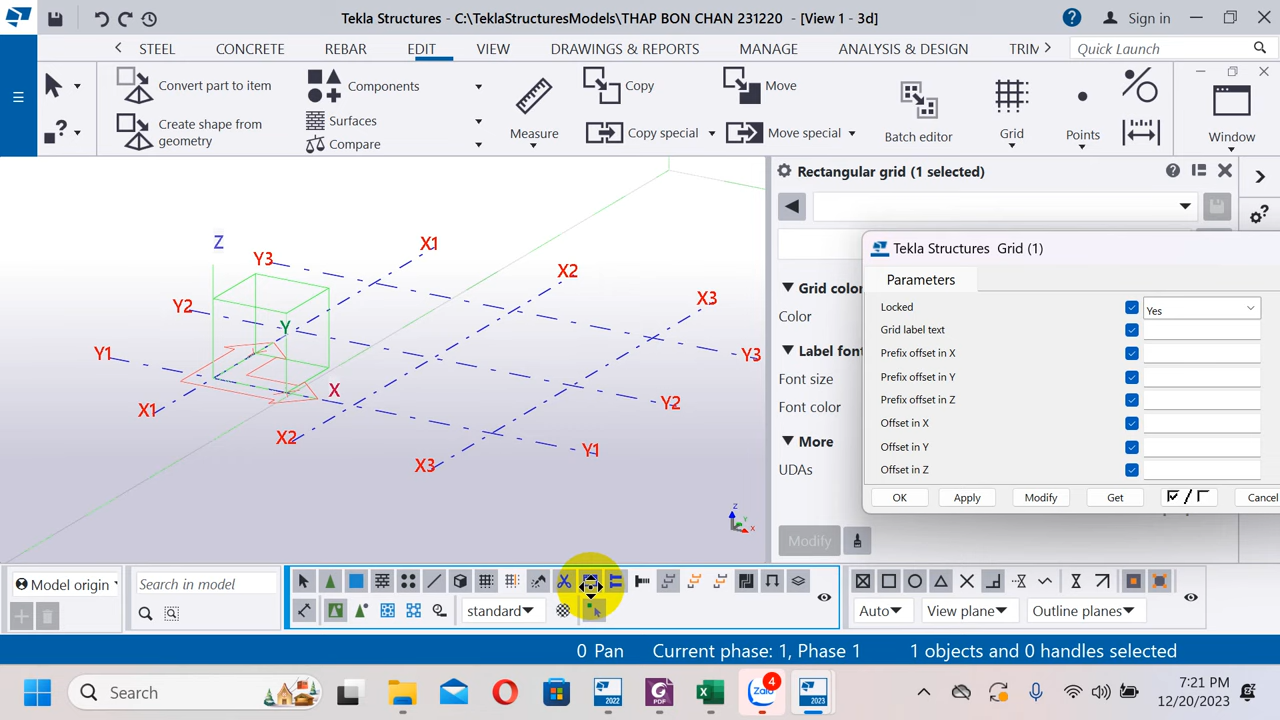 Tekla Structures - C:\TeklaStructuresModels\THAP BON CHAN 231220 - [View 1 - 3d]
Sign in
STEEL CONCRETE REBAR EDIT VIEW DRAWINGS & REPORTS MANAGE ANALYSIS & DESIGN TRIM
Quick Launch
Convert part to item
Create shape from
geometry
Components
Surfaces
Compare
Measure
Copy
Copy special
Move
Move special
Batch editor
Grid
Points
Window
Rectangular grid (1 selected)
Grid colo
Color
Label fon
Font size
Font color
More
UDAs
Modify
Tekla Structures Grid (1)
Parameters
Locked Yes
Grid label text
Prefix offset in X
Prefix offset in Y
Prefix offset in Z
Offset in X
Offset in Y
Offset in Z
OK Apply Modify Get Cancel
Z
Y3 X1
X2
Y2 X3
Y
Y1 Y3
X
X1 Y2
X2 Y1
X3
Z
Y
X
Model origin
Search in model
standard
Auto
View plane
Outline planes
0 Pan Current phase: 1, Phase 1 1 objects and 0 handles selected
Search
2022
PDF
Zalo
4
2023
7:21 PM
12/20/2023